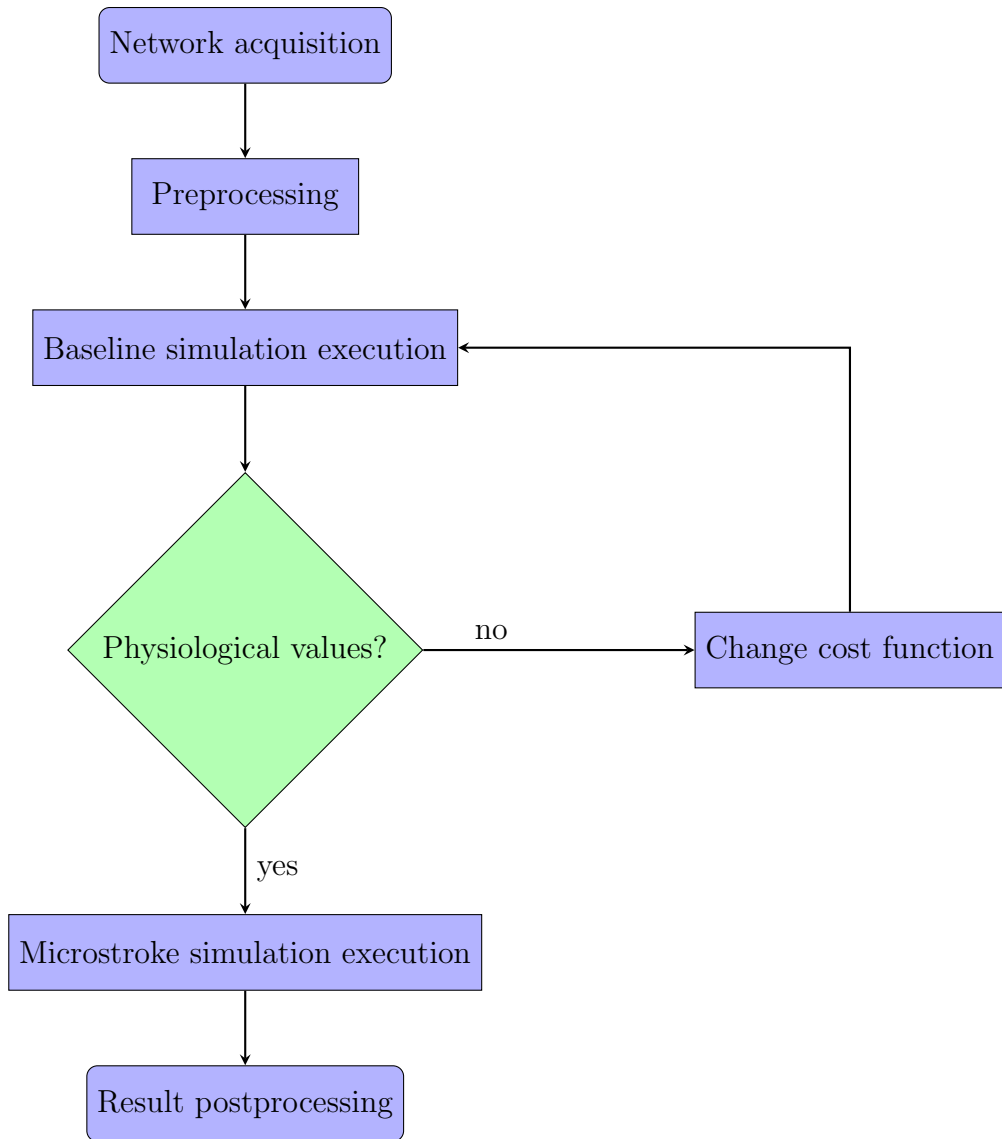 Network acquisition
Preprocessing
Baseline simulation execution
Physiological values?
no
Change cost function
yes
Microstroke simulation execution
Result postprocessing